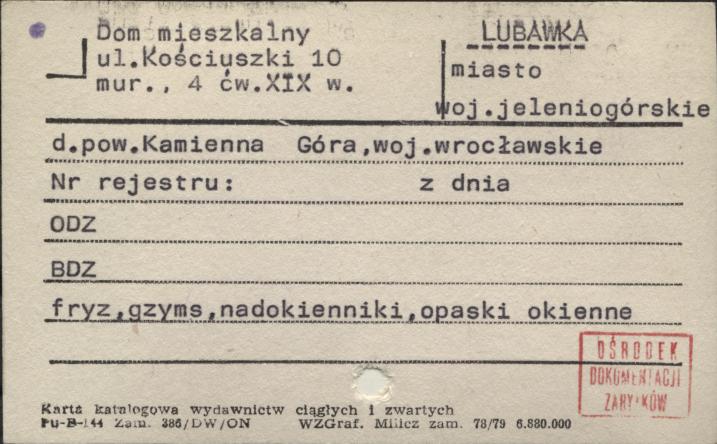 Dom mieszkalny
ul.Kościuszki 10
mur., 4 ćw.XIX w.
LUBAWKA
miasto
woj.jeleniogórskie
d.pow.Kamienna Góra,woj.wrocławskie
Nr rejestru: z dnia
ODZ
BDZ
fryz,gzyms,nadokienniki,opaski okienne
OŚRODEK
DOKUMENTACJI
ZABYTKÓW
Karta katalogowa wydawnictw ciągłych i zwartych
Pu-B-144 Zam. 386/DW/ON WZGraf. Milicz zam. 78/79 6.880.000